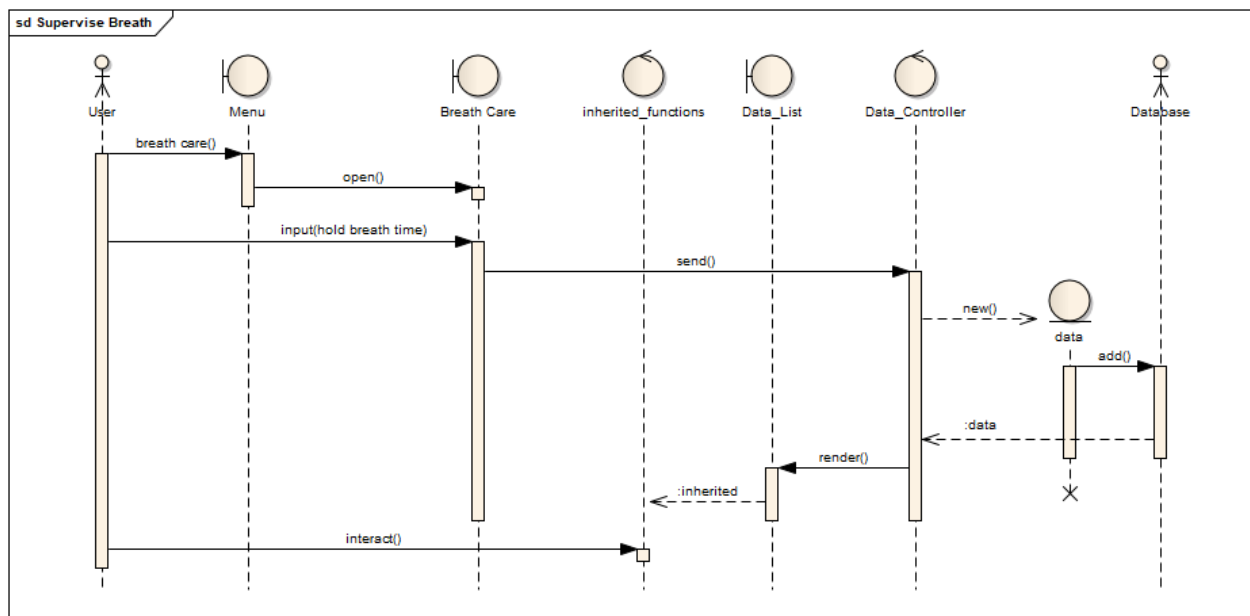 sd Supervise Breath
User
Menu
Breath Care
inherited_functions
Data_List
Data_Controller
Database
breath care()
open()
input(hold breath time)
send()
new()
data
add()
:data
render()
:inherited
interact()